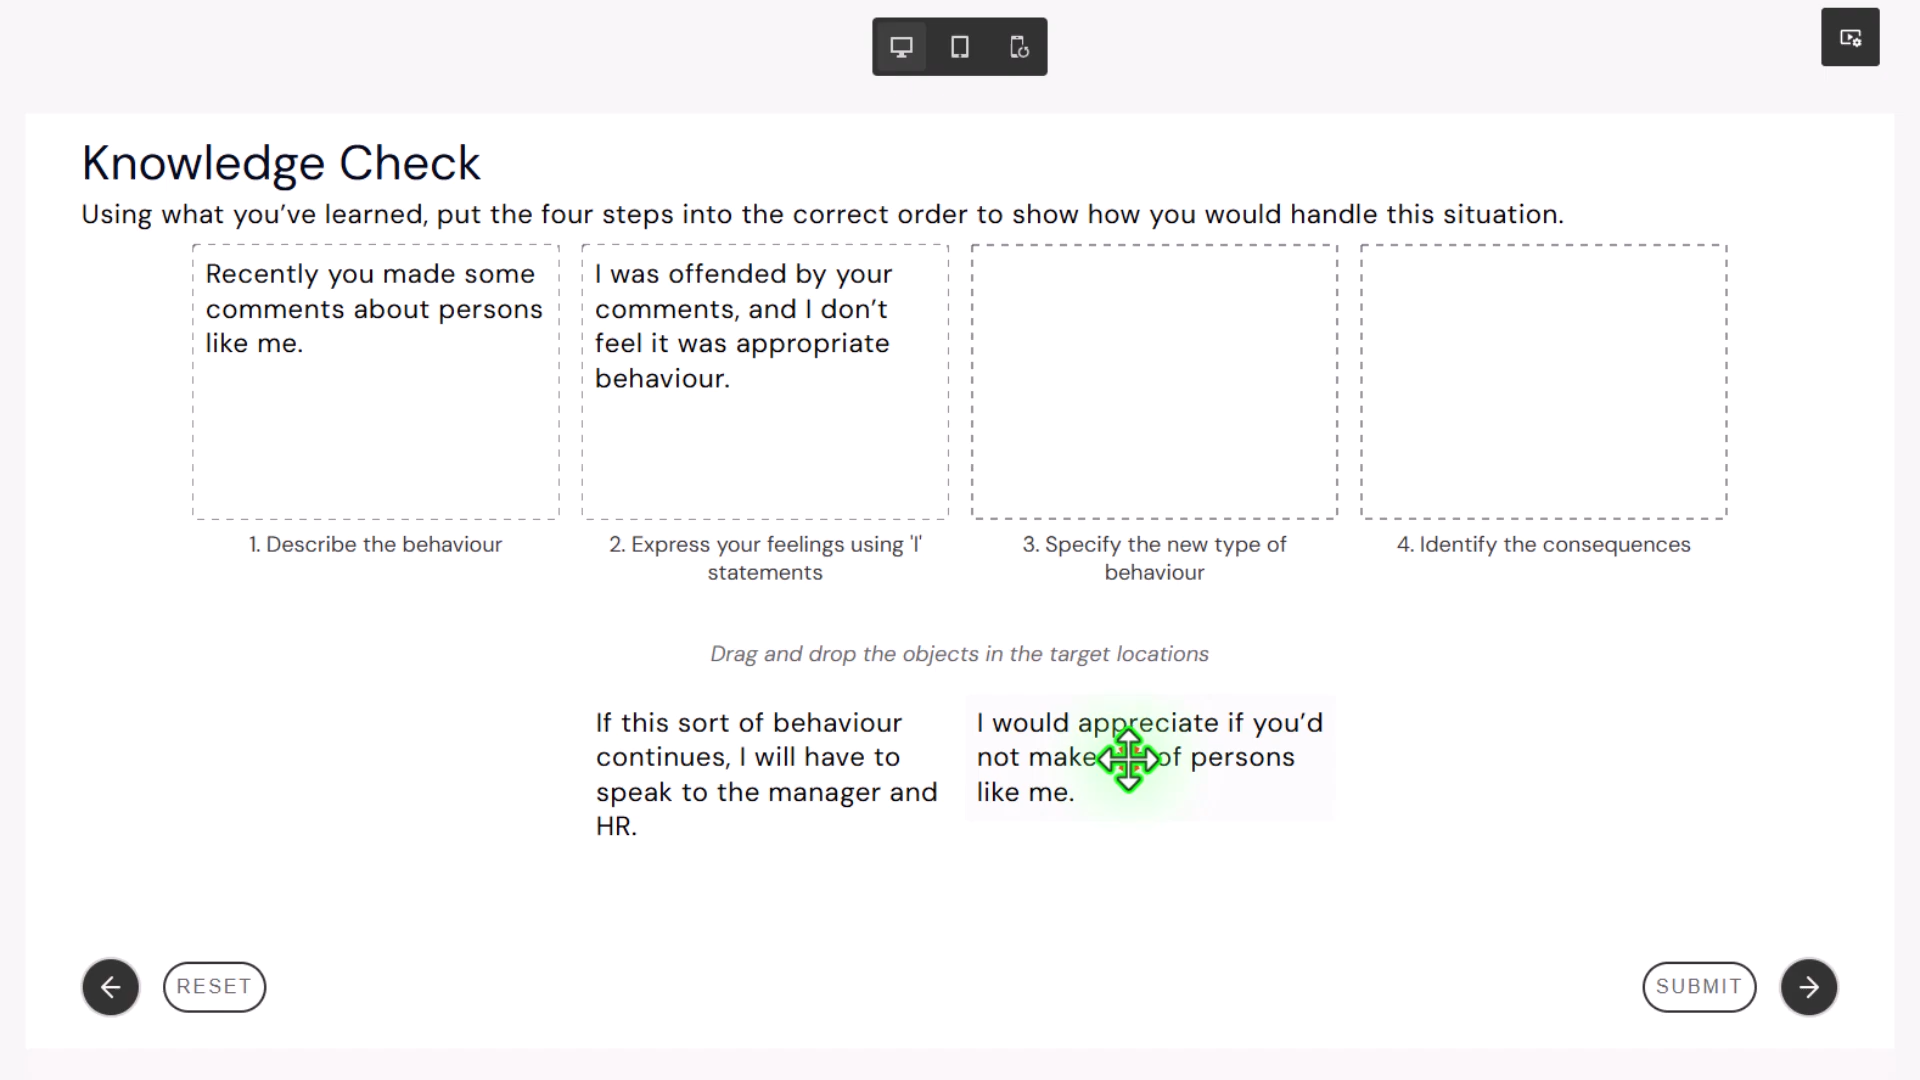 Knowledge Check
Using what you’ve learned, put the four steps into the correct order to show how you would handle this situation.
Recently you made some
comments about persons
like me.
I was offended by your
comments, and I don’t
feel it was appropriate
behaviour.
1. Describe the behaviour
2. Express your feelings using 'I'
statements
3. Specify the new type of
behaviour
4. Identify the consequences
Drag and drop the objects in the target locations
If this sort of behaviour
continues, I will have to
speak to the manager and
HR.
I would appreciate if you’d
not make of persons
like me.
RESET
SUBMIT